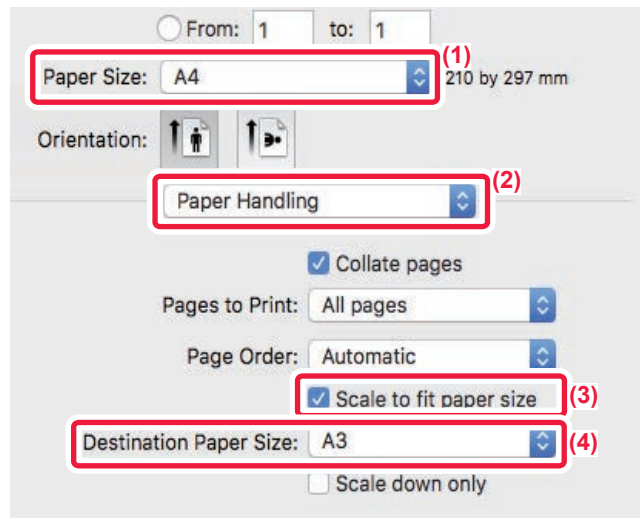 From: 1 to: 1
(1)
Paper Size: A4 210 by 297 mm
Orientation:
(2)
Paper Handling
Collate pages
Pages to Print: All pages
Page Order: Automatic
Scale to fit paper size (3)
Destination Paper Size: A3 (4)
Scale down only